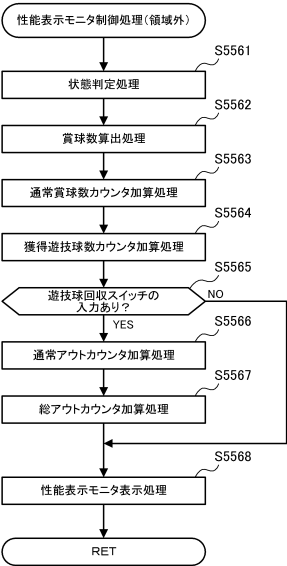 性能表示モニタ制御処理(領域外)
S5561
状態判定処理
S5562
賞球数算出処理
S5563
通常賞球数カウンタ加算処理
S5564
獲得遊技球数カウンタ加算処理
S5565
遊技球回収スイッチの
入力あり?
NO
YES
S5566
通常アウトカウンタ加算処理
S5567
総アウトカウンタ加算処理
S5568
性能表示モニタ表示処理
RET